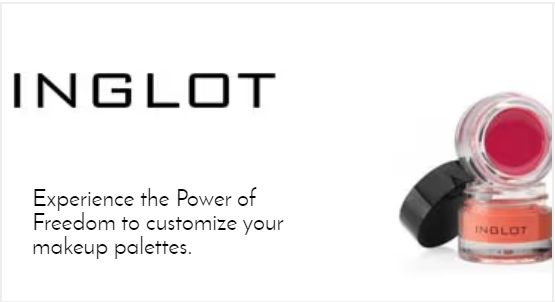 INGLOT
Experience the Power of
Freedom to customize your
makeup palettes.
INGLOT